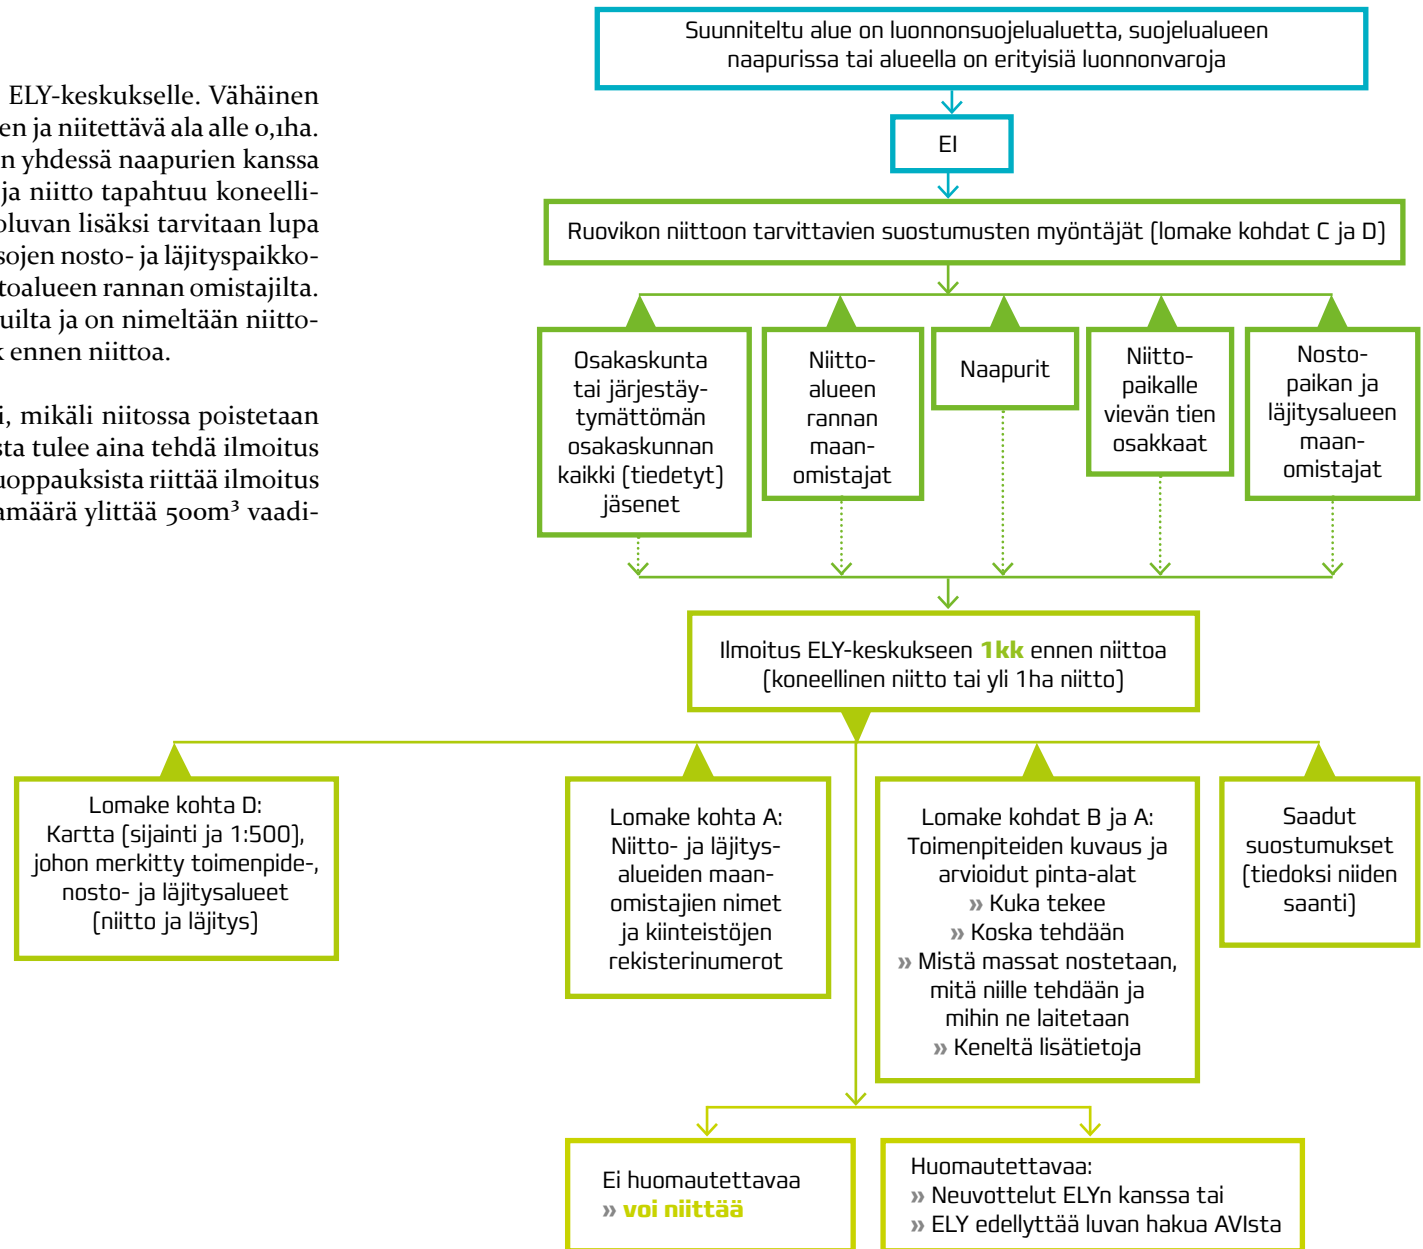 ELY-keskukselle. Vähäinen
en ja niitettävä ala alle 0,1ha.
n yhdessä naapurien kanssa
ja niitto tapahtuu koneelli-
oluvan lisäksi tarvitaan lupa
sojen nosto- ja läjityspaikko-
toalueen rannan omistajilta.
uilta ja on nimeltään niitto-
k ennen niittoa.
i, mikäli niitossa poistetaan
sta tulee aina tehdä ilmoitus
uoppauksista riittää ilmoitus
amäärä ylittää 500m³ vaadi-
Suunniteltu alue on luonnonsuojelualuetta, suojelualueen
naapurissa tai alueella on erityisiä luonnonvaroja
EI
Ruovikon niittoon tarvittavien suostumusten myöntäjät (lomake kohdat C ja D)
Osakaskunta
tai järjestäy-
tymättömän
osakaskunnan
kaikki (tiedetyt)
jäsenet
Niitto-
alueen
rannan
maan-
omistajat
Naapurit
Niitto-
paikalle
vievän tien
osakkaat
Nosto-
paikan ja
läjitysalueen
maan-
omistajat
Ilmoitus ELY-keskukseen 1kk ennen niittoa
(koneellinen niitto tai yli 1ha niitto)
Lomake kohta D:
Kartta (sijainti ja 1:500),
johon merkitty toimenpide-,
nosto- ja läjitysalueet
(niitto ja läjitys)
Lomake kohta A:
Niitto- ja läjitys-
alueiden maan-
omistajien nimet
ja kiinteistöjen
rekisterinumerot
Lomake kohdat B ja A:
Toimenpiteiden kuvaus ja
arvioidut pinta-alat
» Kuka tekee
» Koska tehdään
» Mistä massat nostetaan,
mitä niille tehdään ja
mihin ne laitetaan
» Keneltä lisätietoja
Saadut
suostumukset
(tiedoksi niiden
saanti)
Ei huomautettavaa
» voi niittää
Huomautettavaa:
» Neuvottelut ELYn kanssa tai
» ELY edellyttää luvan hakua AVIsta